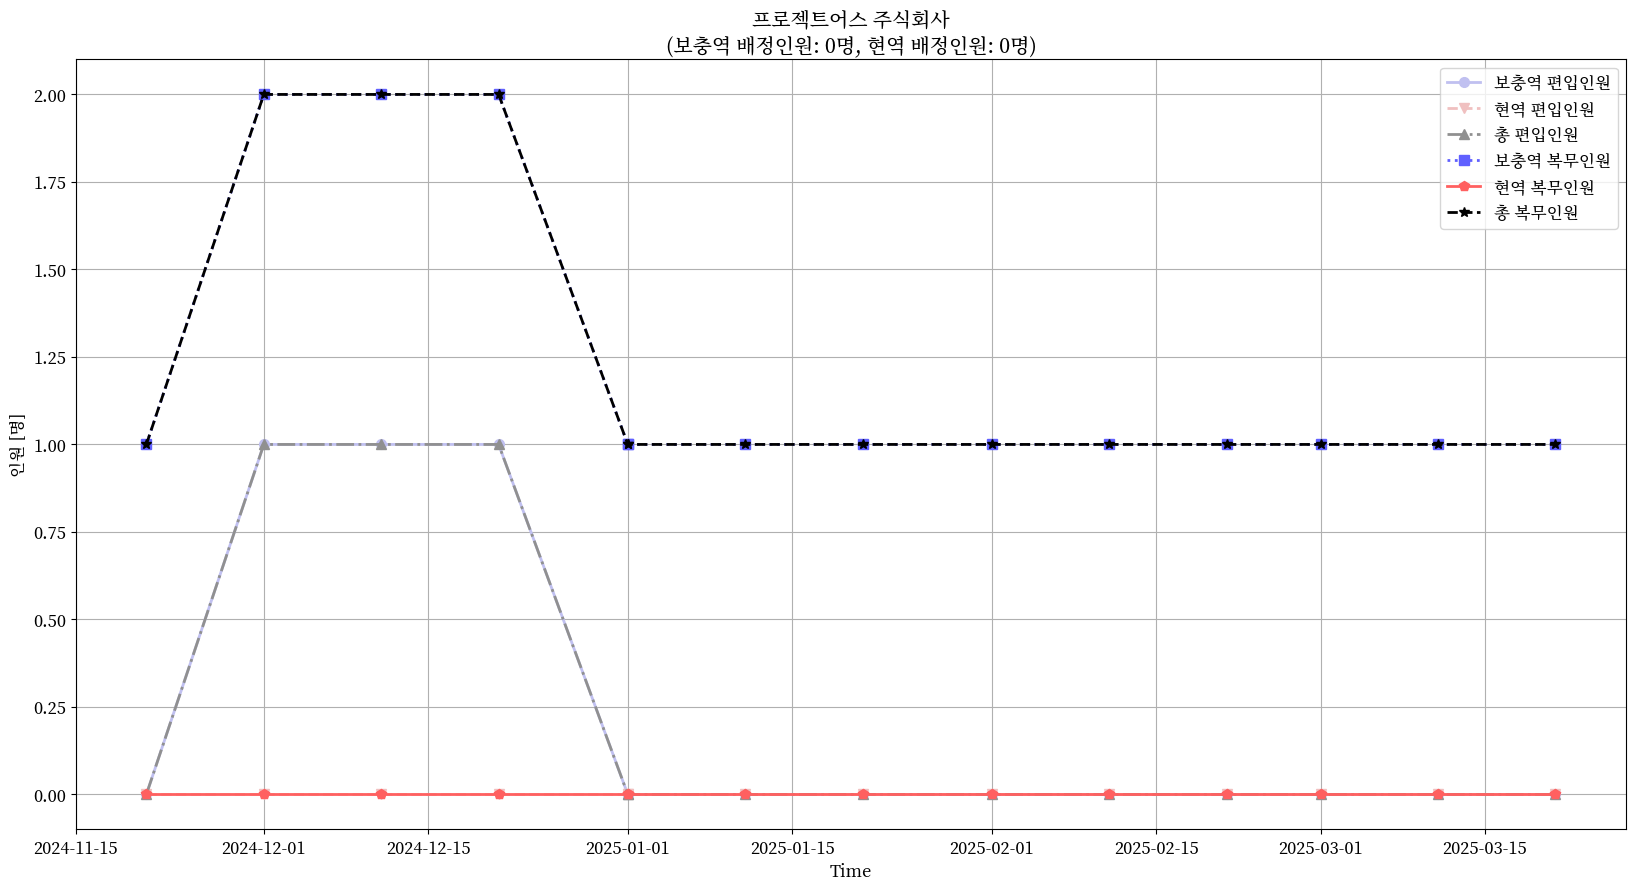 프로젝트어스 주식회사
(보충역 배정인원: 0명, 현역 배정인원: 0명)
보충역 편입인원
현역 편입인원
총 편입인원
보충역 복무인원
현역 복무인원
총 복무인원
인원 [명]
2.00
1.75
1.50
1.25
1.00
0.75
0.50
0.25
0.00
2024-11-15
2024-12-01
2024-12-15
2025-01-01
2025-01-15
2025-02-01
2025-02-15
2025-03-01
2025-03-15
Time